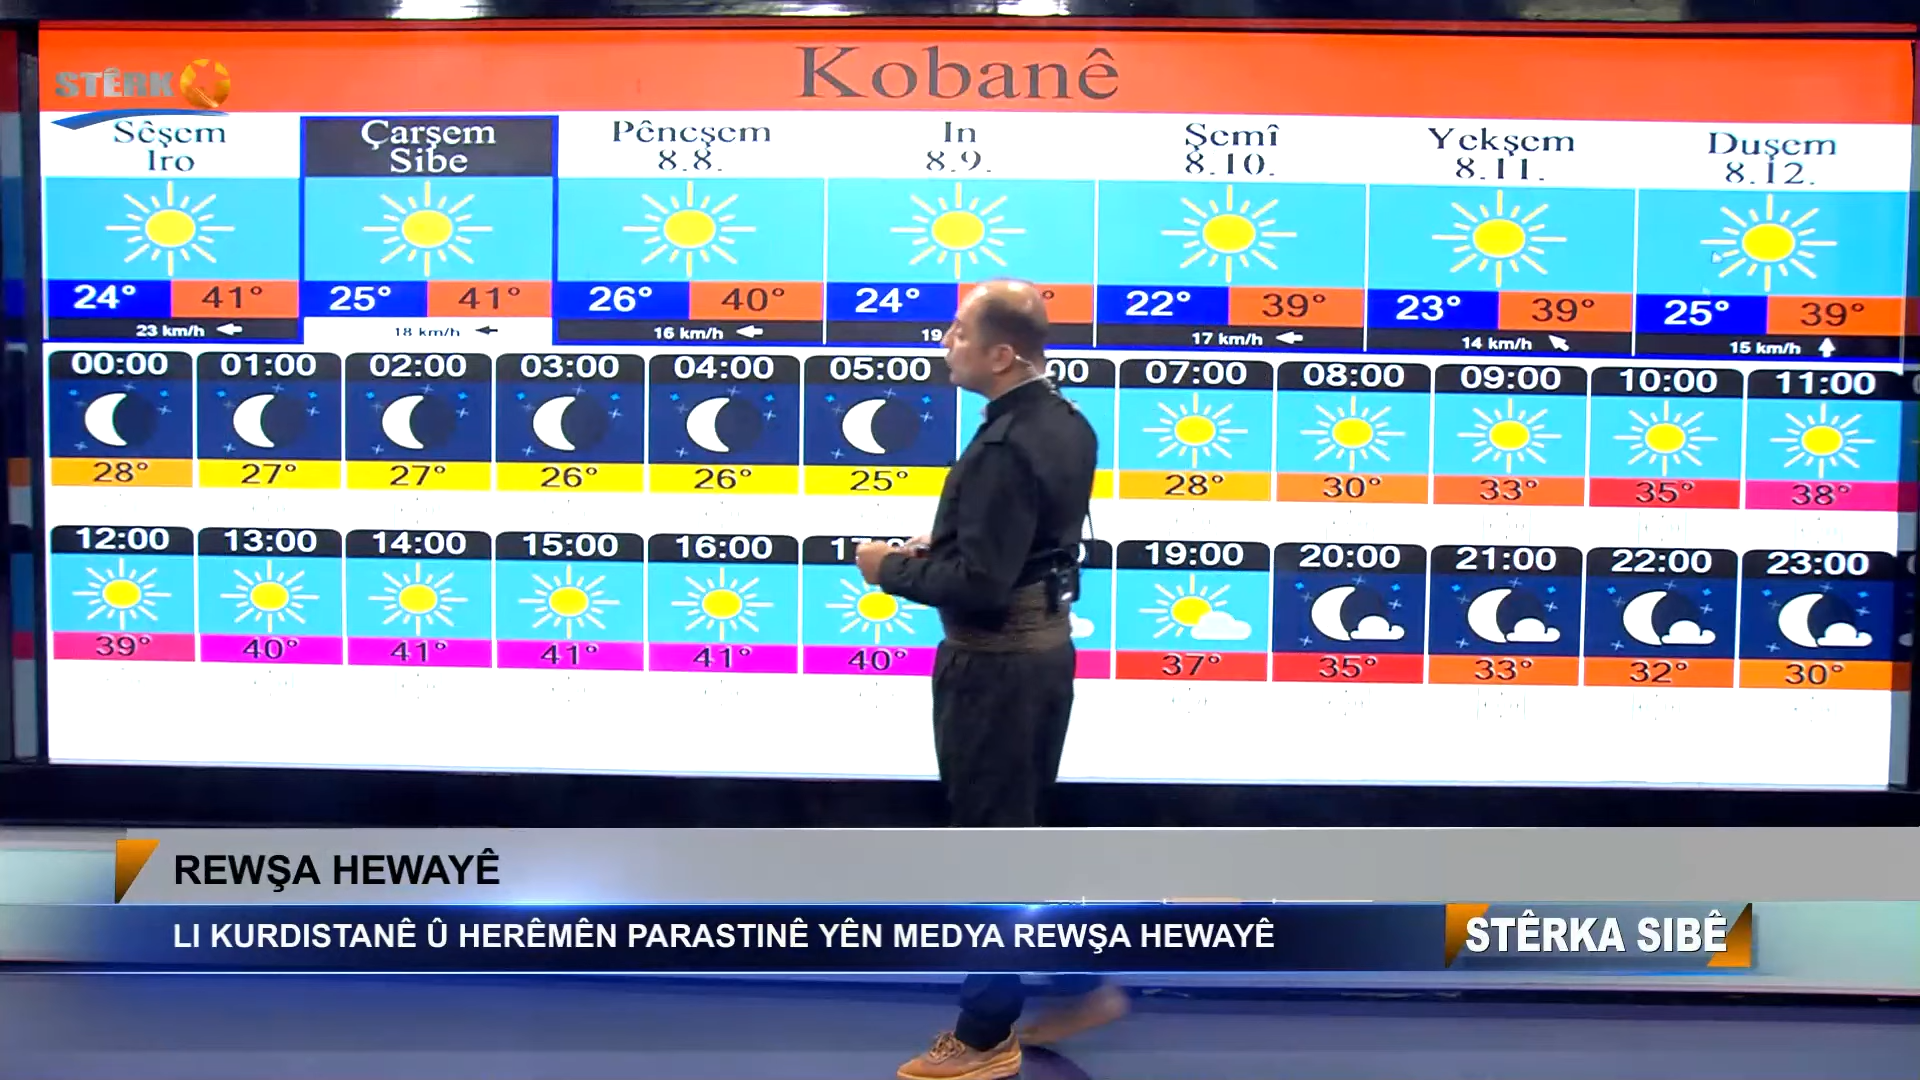 Kobanê
STÊRK
Sêşem Çarşem Pêncşem In Şemî Yekşem Duşem
Iro Sibe 8.8. 8.9. 8.10. 8.11. 8.12.
24° 41° 25° 41° 26° 40° 24° 22° 39° 23° 39° 25° 39°
23 km/h 18 km/h 16 km/h 19 17 km/h 14 km/h 15 km/h
00:00 01:00 02:00 03:00 04:00 05:00 07:00 08:00 09:00 10:00 11:00
28° 27° 27° 26° 26° 25° 28° 30° 33° 35° 38°
12:00 13:00 14:00 15:00 16:00 19:00 20:00 21:00 22:00 23:00
39° 40° 41° 41° 41° 40° 37° 35° 33° 32° 30°
REWŞA HEWAYÊ
LI KURDISTANÊ Û HERÊMÊN PARASTINÊ YÊN MEDYA REWŞA HEWAYÊ
STÊRKA SIBÊ